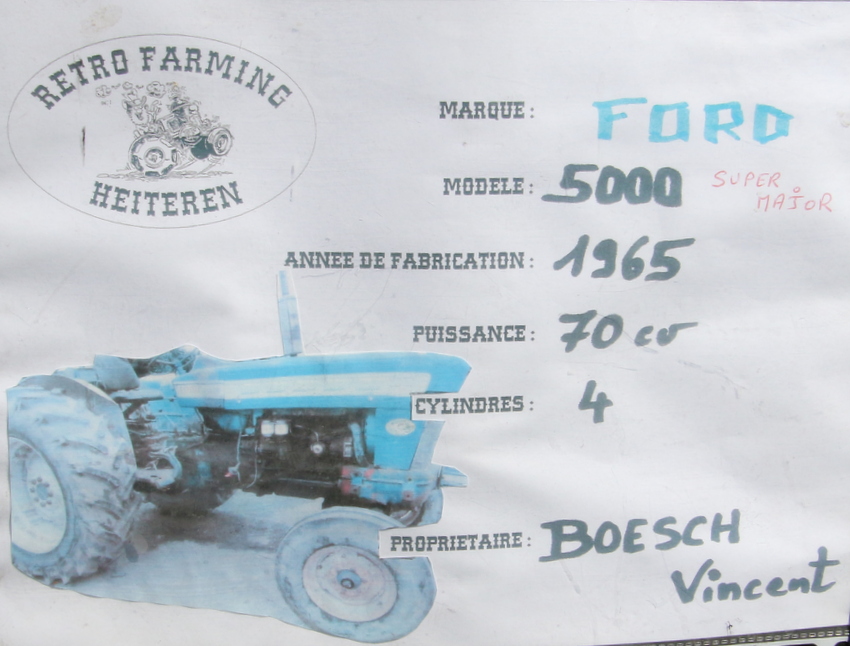 RETRO FARMING
HEITEREN
MARQUE : FORD
MODELE : 5000 SUPER MAJOR
ANNEE DE FABRICATION : 1965
PUISSANCE : 70 cv
CYLINDRES : 4
PROPRIETAIRE : BOESCH
Vincent